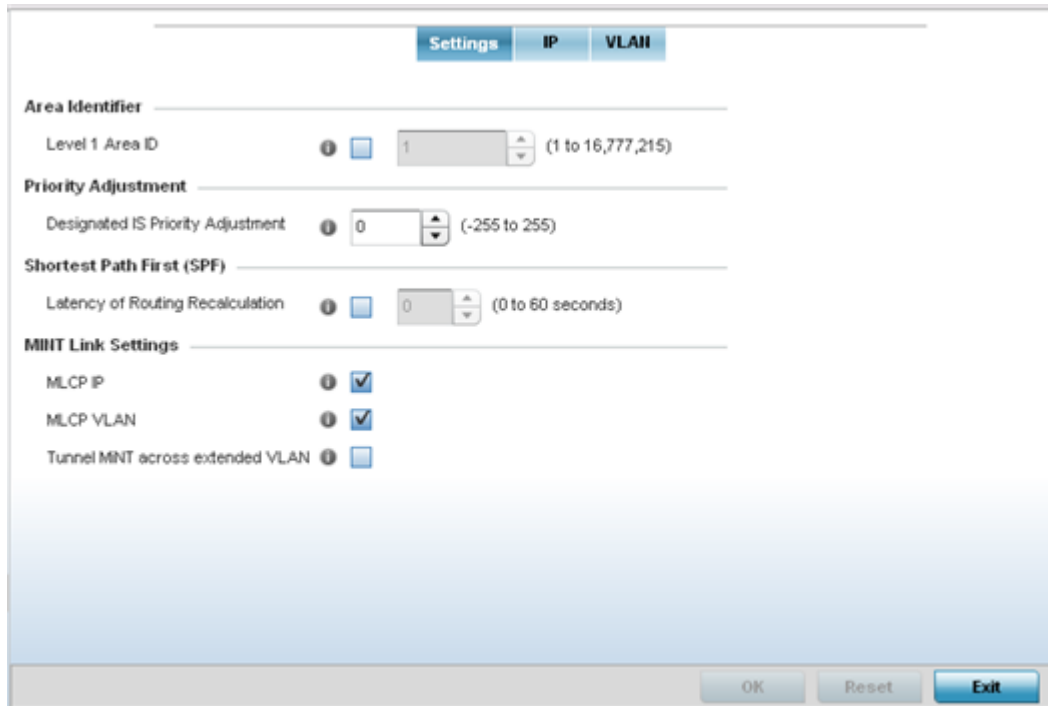 Settings IP VLAN
Area Identifier
Level 1 Area ID 1 (1 to 16,777,215)
Priority Adjustment
Designated IS Priority Adjustment 0 (-255 to 255)
Shortest Path First (SPF)
Latency of Routing Recalculation 0 (0 to 60 seconds)
MINT Link Settings
MLCP IP
MLCP VLAN
Tunnel MiNT across extended VLAN
OK Reset Exit